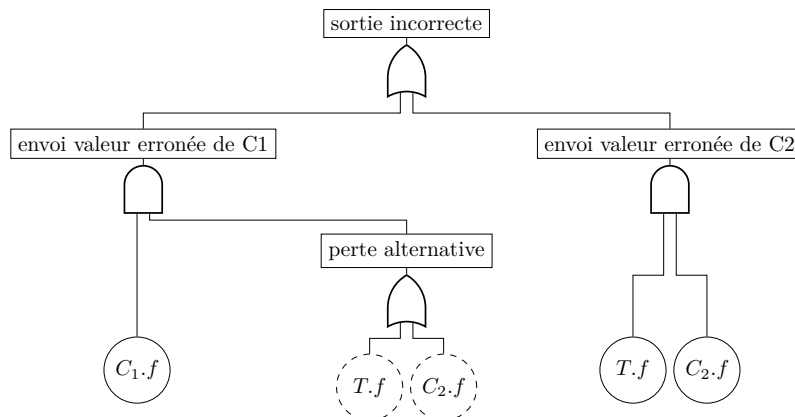 sortie incorrecte
envoi valeur erronée de C1
envoi valeur erronée de C2
perte alternative
C₁.f
T.f
C₂.f
T.f
C₂.f